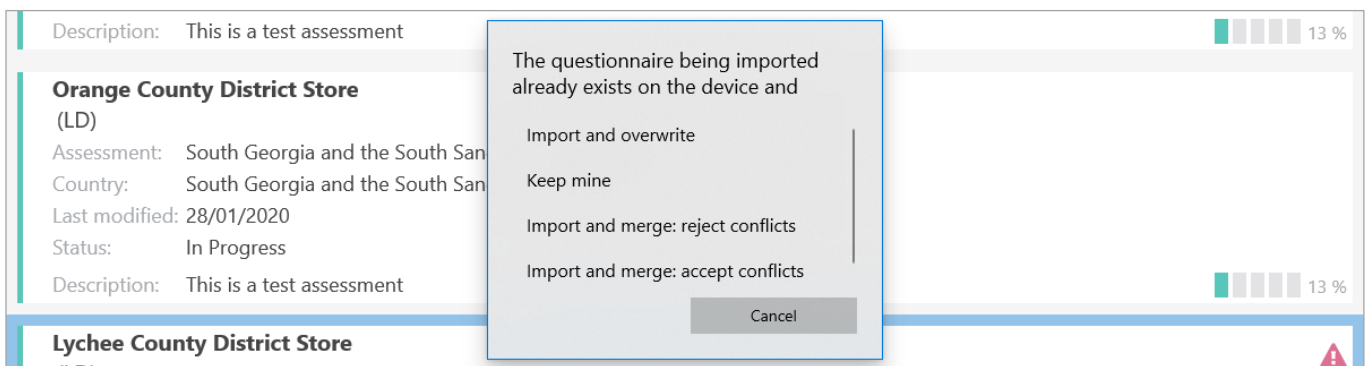 Description: This is a test assessment
13 %
Orange County District Store
(LD)
Assessment: South Georgia and the South San
Country: South Georgia and the South San
Last modified: 28/01/2020
Status: In Progress
Description: This is a test assessment
13 %
Lychee County District Store
The questionnaire being imported
already exists on the device and
Import and overwrite
Keep mine
Import and merge: reject conflicts
Import and merge: accept conflicts
Cancel